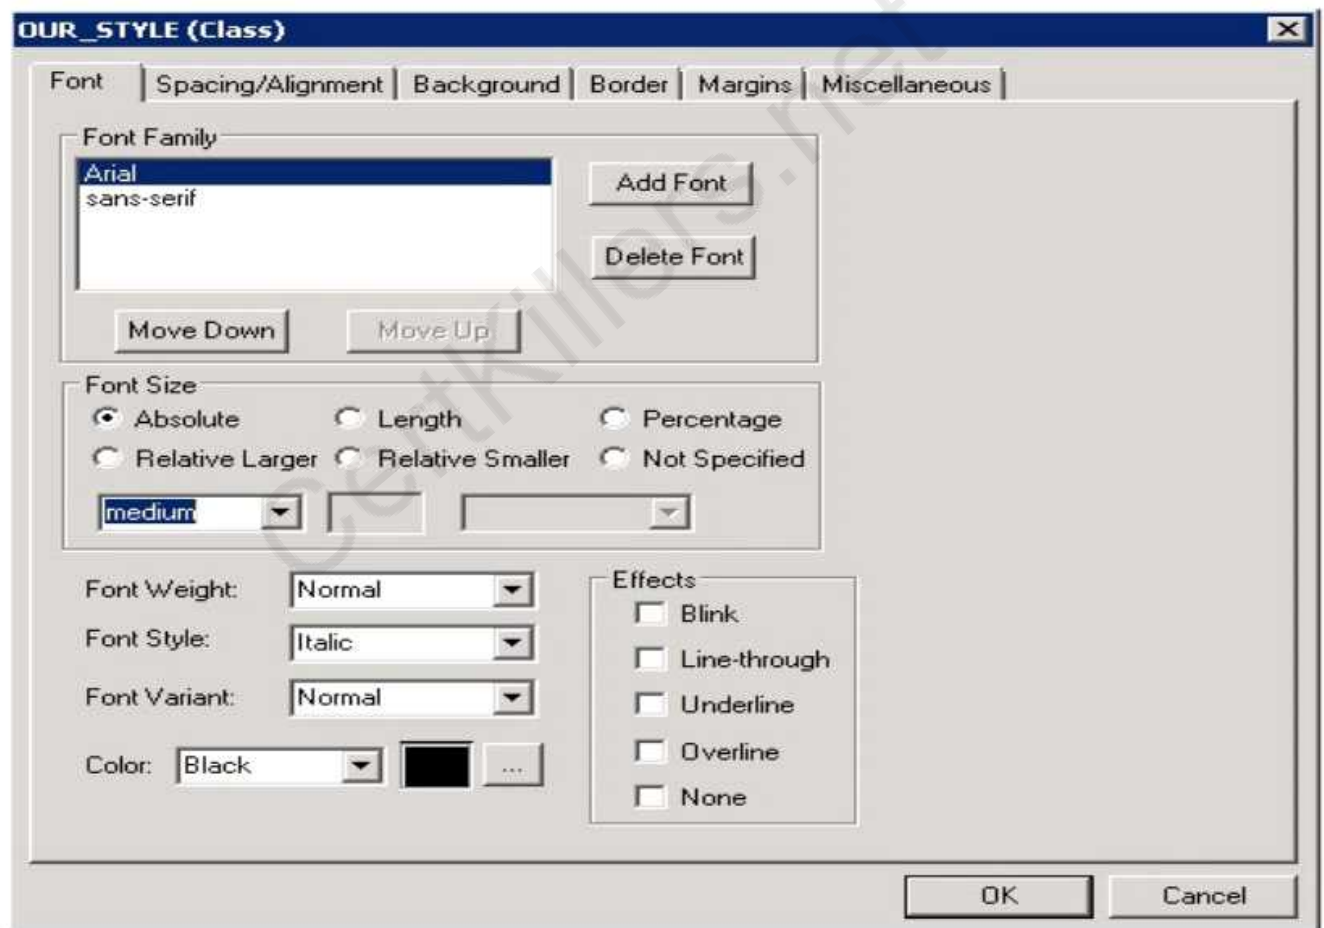 OUR_STYLE (Class)
Font Spacing/Alignment Background Border Margins Miscellaneous
Font Family
Arial
sans-serif
Add Font
Delete Font
Move Down Move Up
Font Size
Absolute Length Percentage
Relative Larger Relative Smaller Not Specified
medium
Font Weight: Normal
Font Style: Italic
Font Variant: Normal
Color: Black ...
Effects
Blink
Line-through
Underline
Overline
None
OK Cancel
CertKillers.net